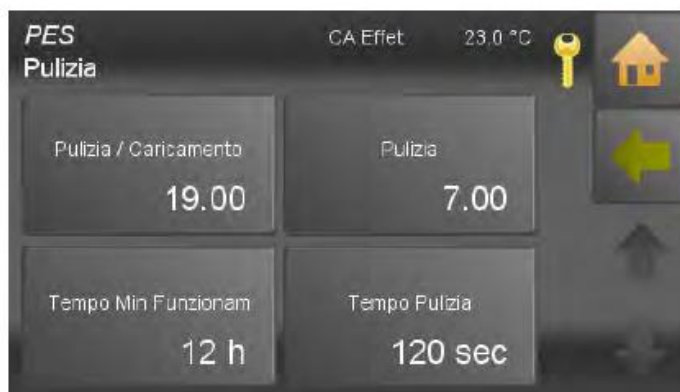 PES CA Effet 23.0 °C
Pulizia
Pulizia / Caricamento Pulizia
19.00 7.00
Tempo Min Funzionam Tempo Pulizia
12 h 120 sec